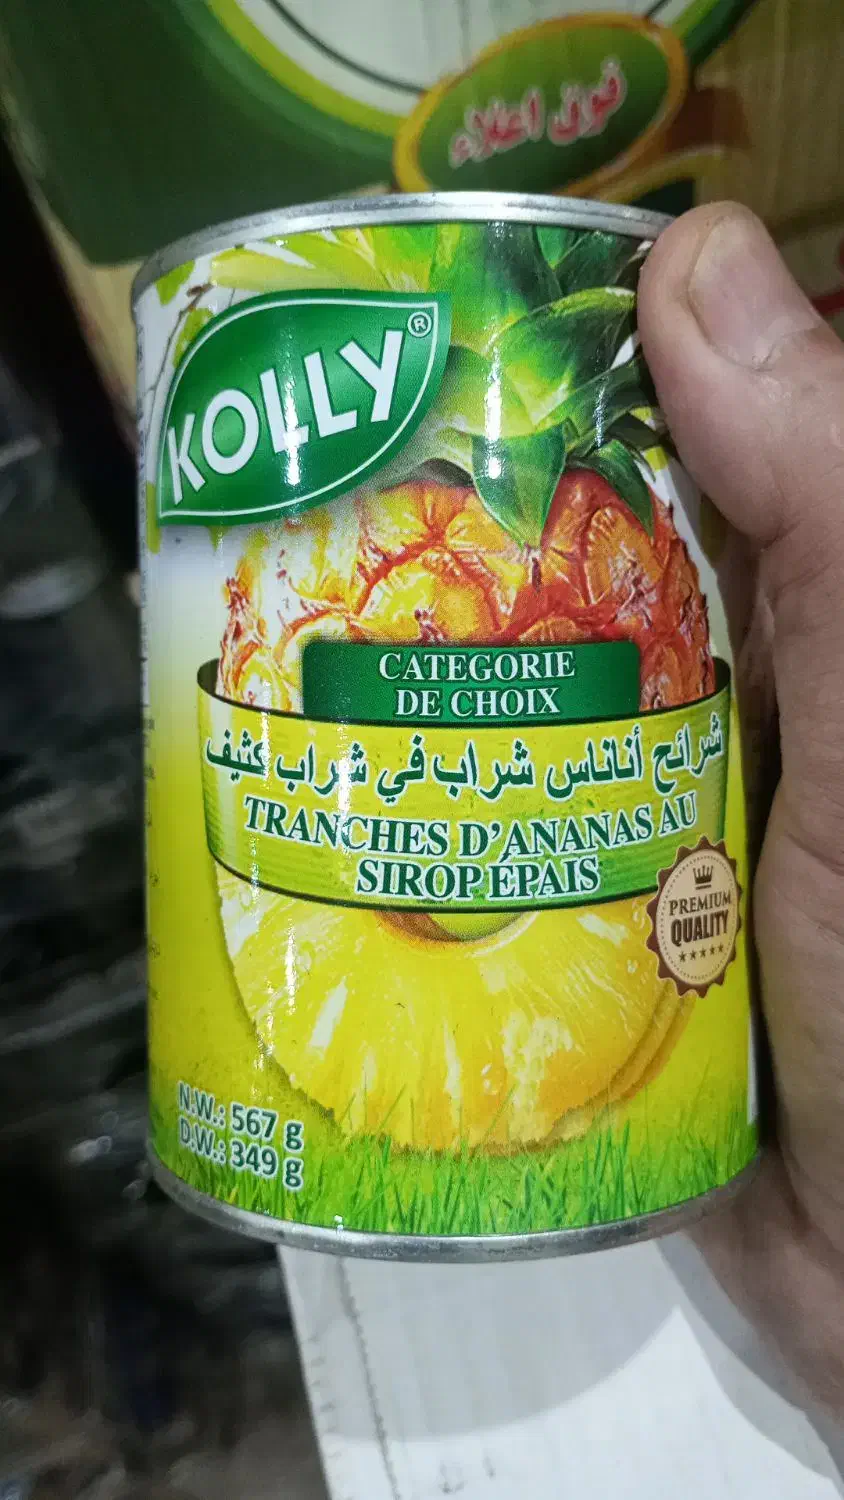 فوق اعلاء
KOLLY®
CATEGORIE
DE CHOIX
شرائح أناناس شراب في شراب كثيف
TRANCHES D'ANANAS AU
SIROP ÉPAIS
PREMIUM
QUALITY
N.W.: 567 g
D.W.: 349 g